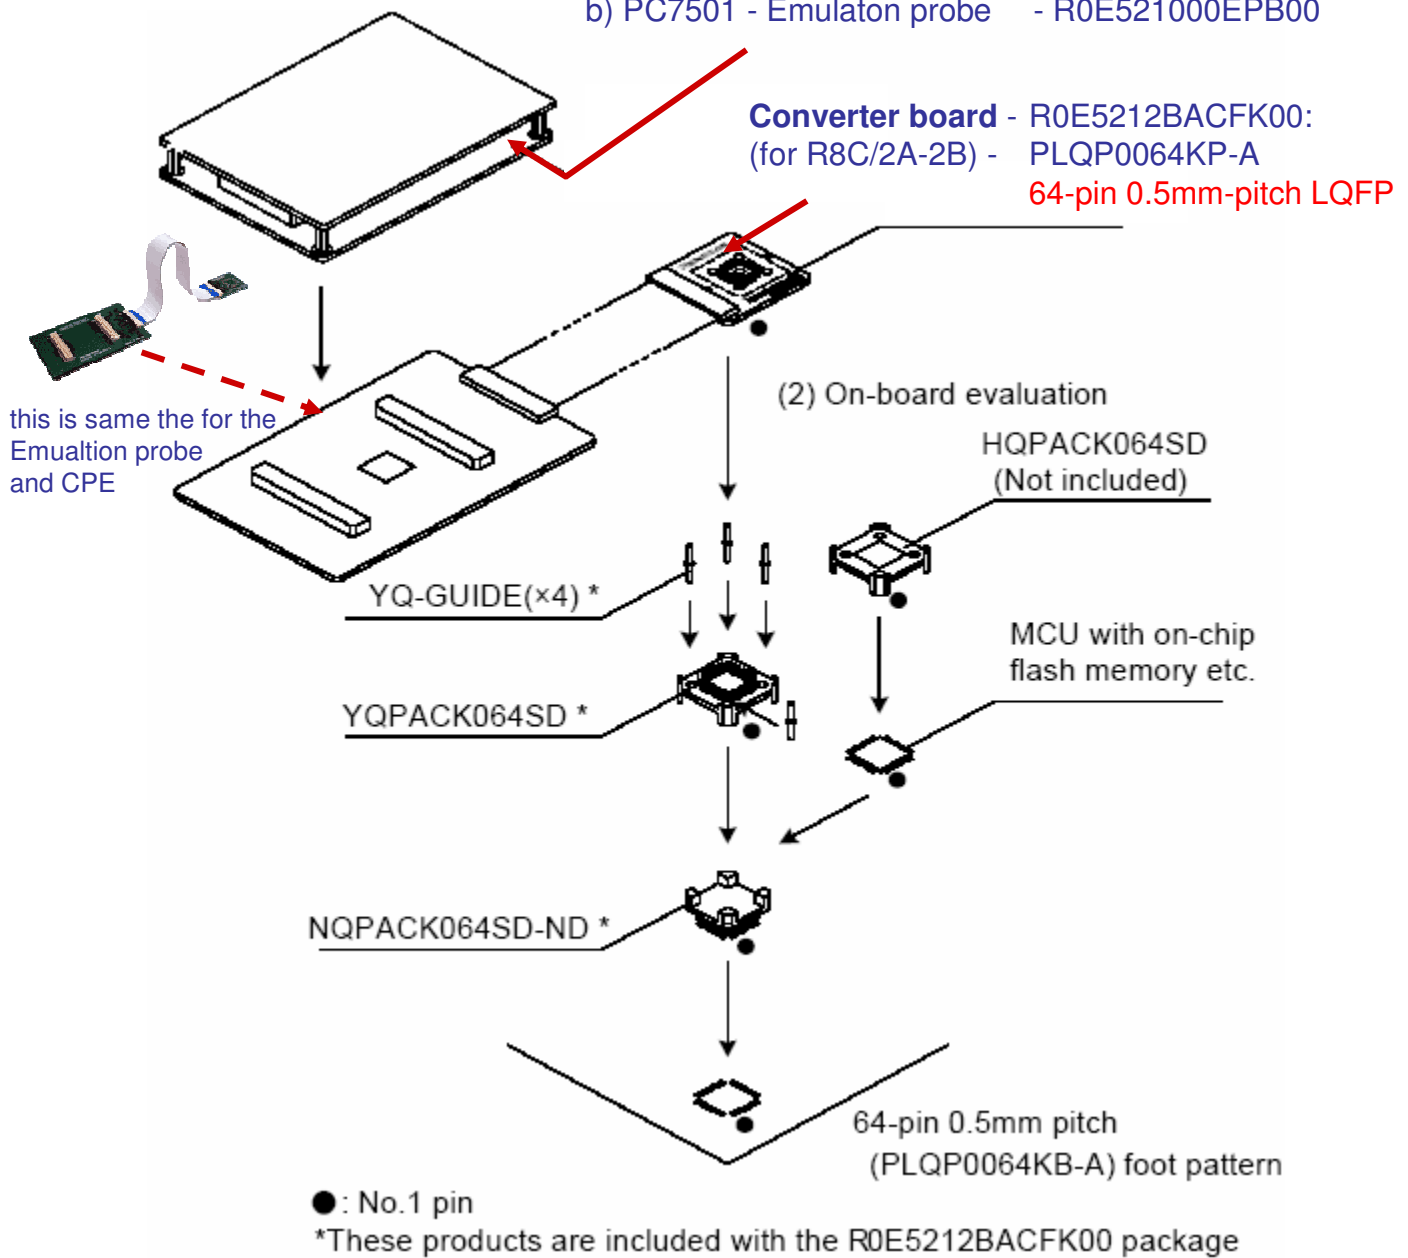 b) PC7501 - Emulaton probe - R0E521000EPB00
Converter board - R0E5212BACFK00:
(for R8C/2A-2B) - PLQP0064KP-A
64-pin 0.5mm-pitch LQFP
this is same the for the
Emualtion probe
and CPE
(2) On-board evaluation
HQPACK064SD
(Not included)
YQ-GUIDE(×4) *
MCU with on-chip
flash memory etc.
YQPACK064SD *
NQPACK064SD-ND *
64-pin 0.5mm pitch
(PLQP0064KB-A) foot pattern
●: No.1 pin
*These products are included with the R0E5212BACFK00 package